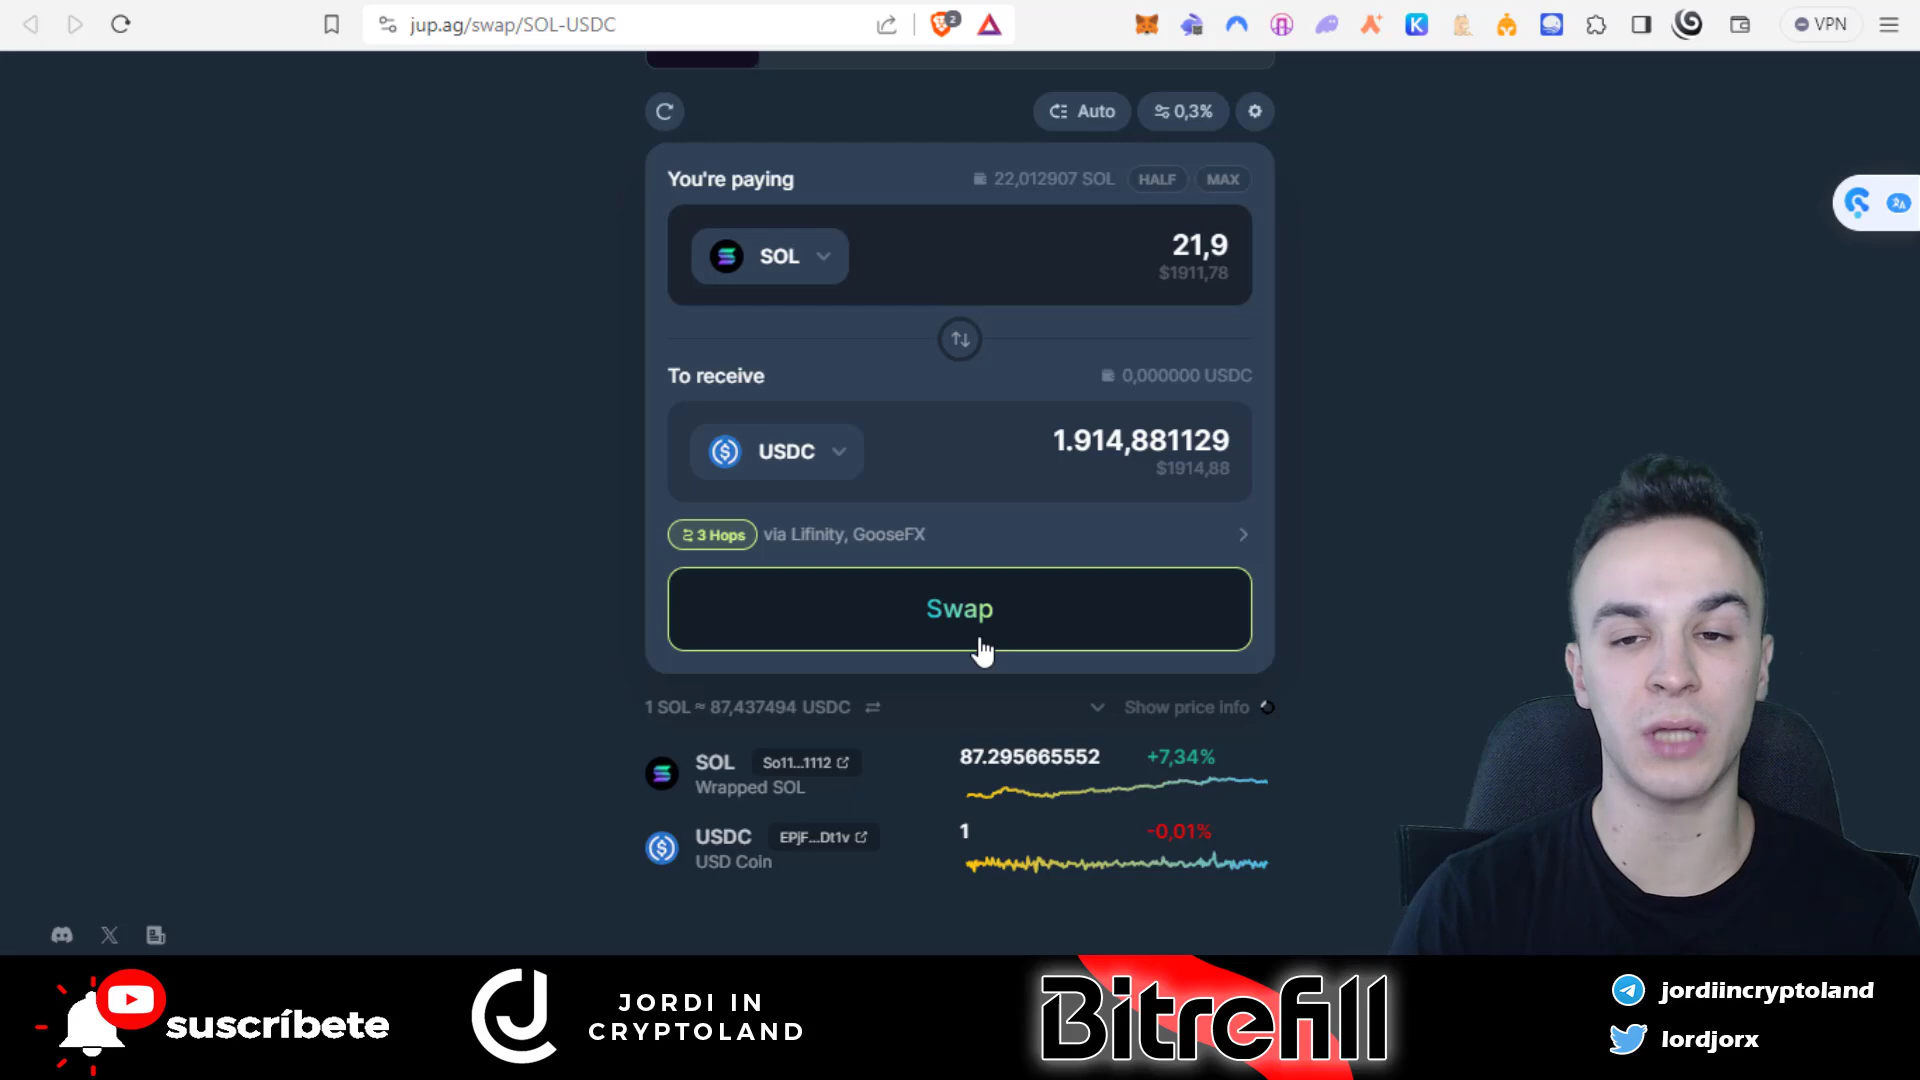 jup.ag/swap/SOL-USDC
2
VPN
Auto
0,3%
You're paying
22,012907 SOL
HALF
MAX
SOL
21,9
$1911,78
To receive
0,000000 USDC
USDC
1.914,881129
$1914,88
3 Hops via Lifinity, GooseFX
Swap
1 SOL ≈ 87,437494 USDC
Show price info
SOL So11...1112
Wrapped SOL
87.295665552 +7,34%
USDC EPjF...Dt1v
USD Coin
1 -0,01%
suscríbete
JORDI IN
CRYPTOLAND
Bitrefill
jordiincryptoland
lordjorx